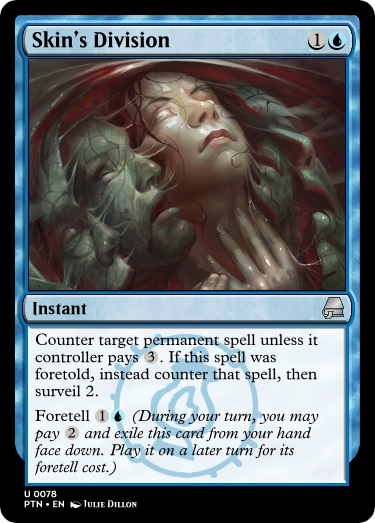 Skin's Division 1
Counter target permanent spell unless it
controller pays 3. If this spell was
foretold, instead counter that spell, then
surveil 2.
Foretell 1 (During your turn, you may
pay 2 and exile this card from your hand
face down. Play it on a later turn for its
foretell cost.)
Instant
U 0078
PTN • EN Julie Dillon